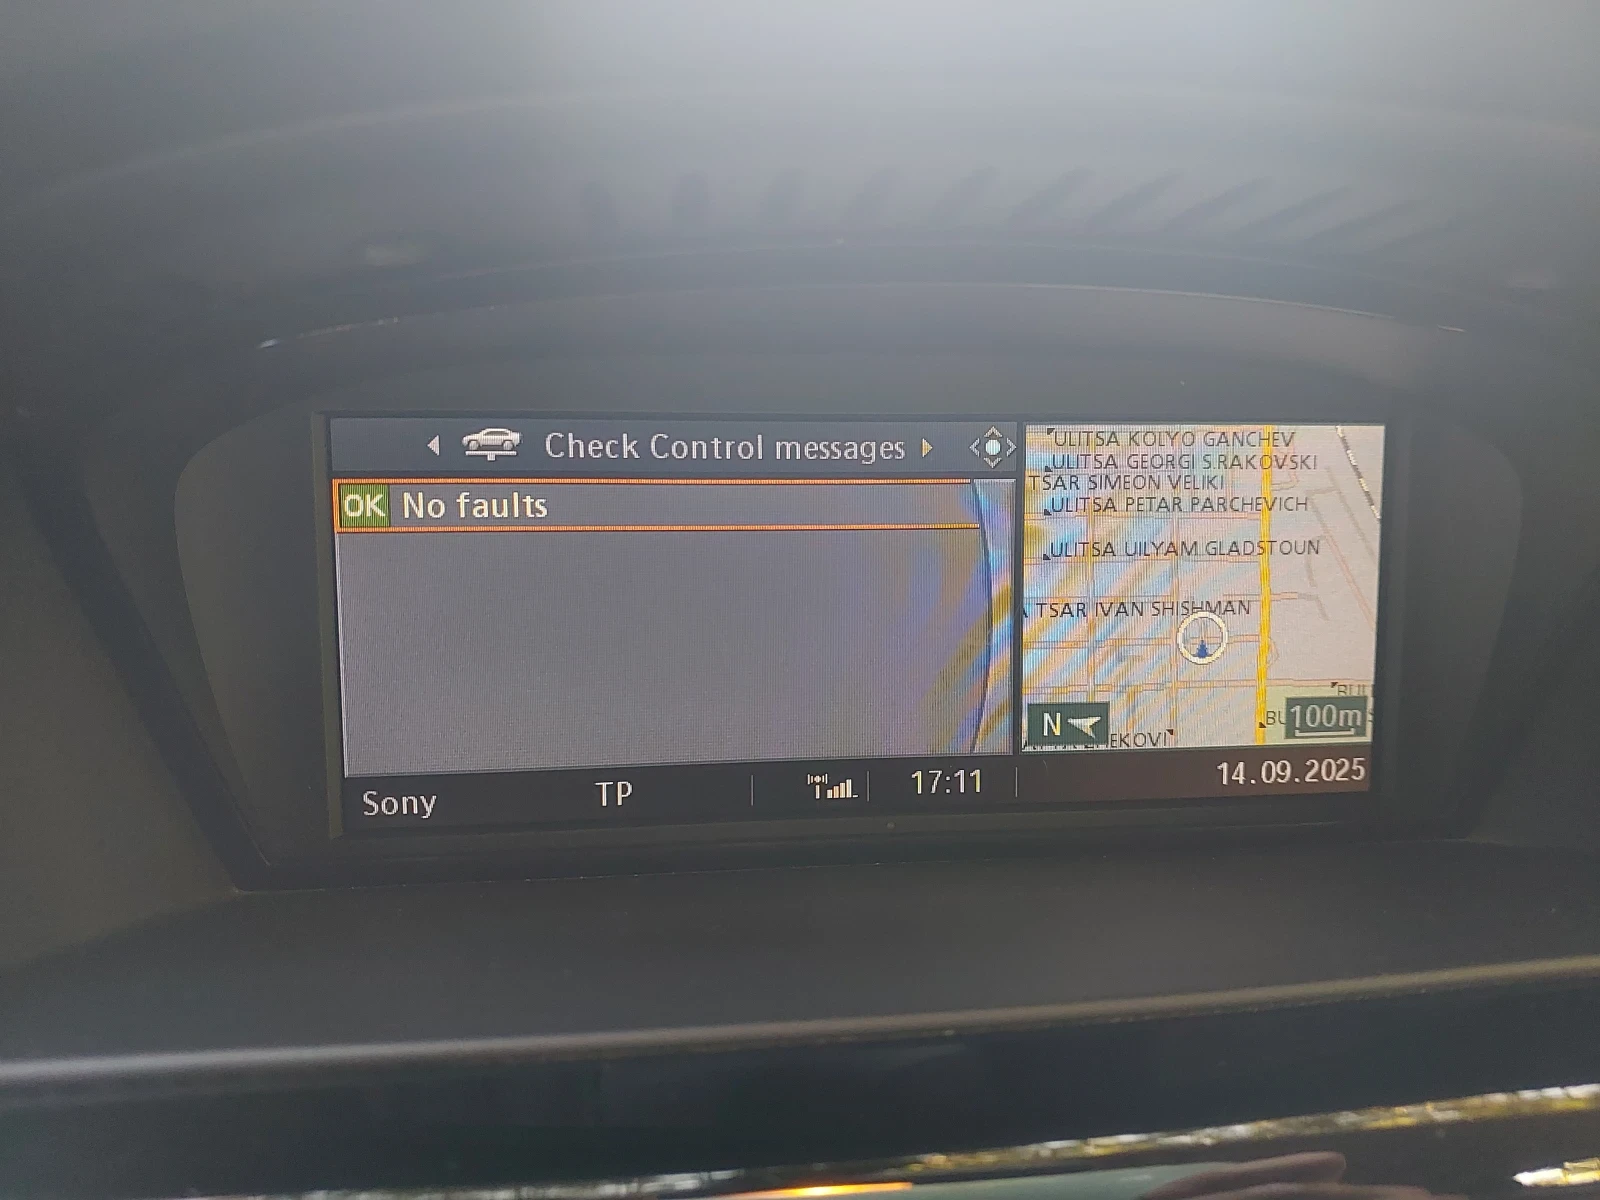 Check Control messages
OK No faults
ULITSA KOLYO GANCHEV
ULITSA GEORGI S.RAKOVSKI
TSAR SIMEON VELIKI
ULITSA PETAR PARCHEVICH
ULITSA UILYAM GLADSTOUN
TSAR IVAN SHISHMAN
N
100m
EKOVI
Sony
TP
17:11
14.09.2025